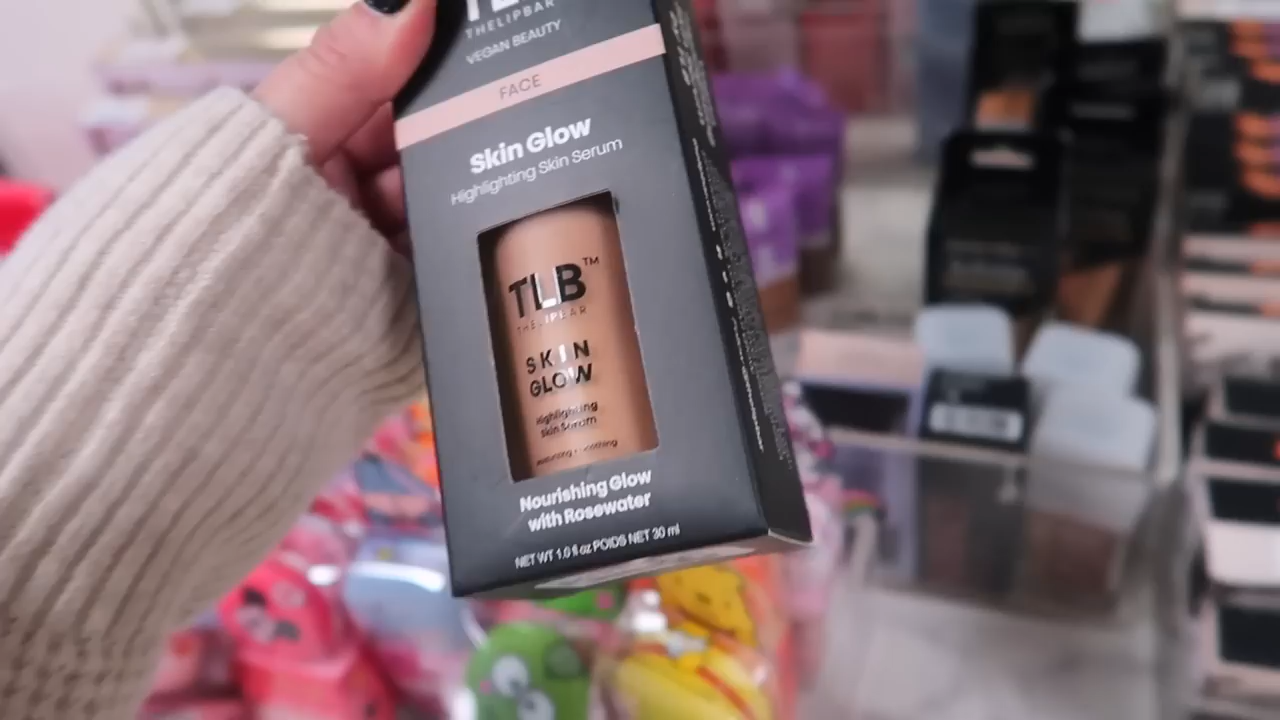 THELIPBAR
VEGAN BEAUTY
FACE
Skin Glow
Highlighting Skin Serum
TLB™
THELIPBAR
SKIN
GLOW
Highlighting
Skin Serum
Nourishing Glow
with Rosewater
NET WT 1.0 fl oz POIDS NET 30 ml